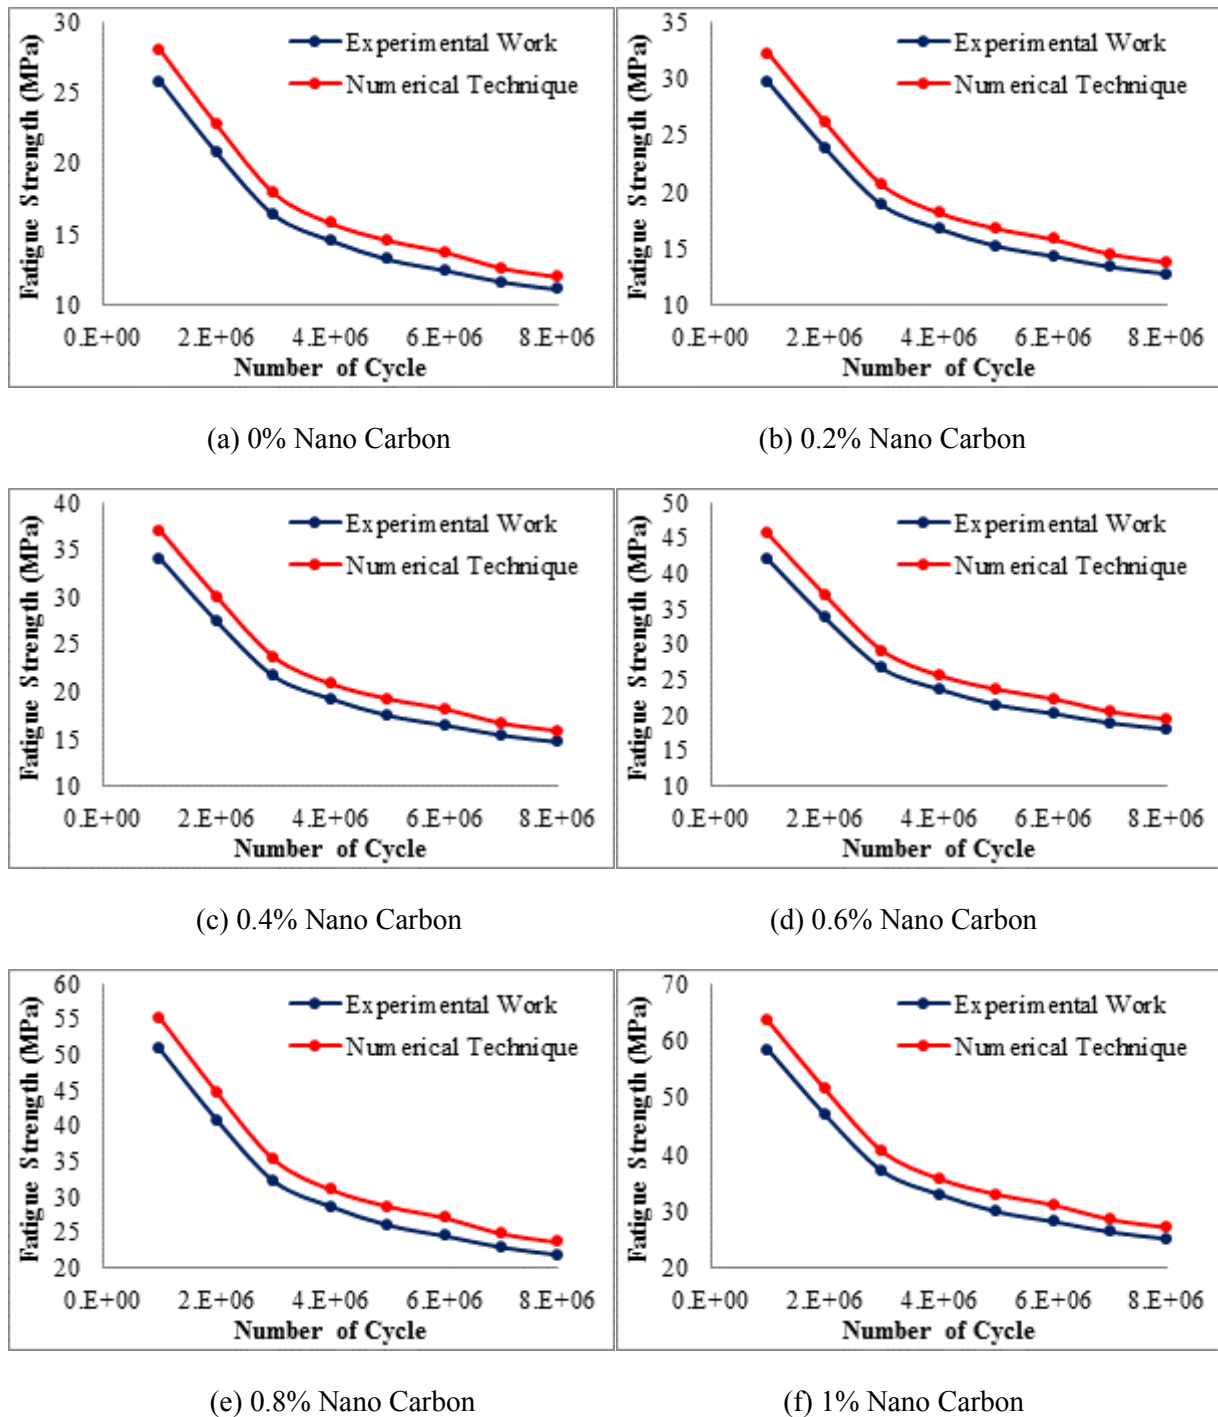 30
25
20
15
10
Fatigue Strength (MPa)
Experimental Work
Numerical Technique
0.E+00 2.E+06 4.E+06 6.E+06 8.E+06
Number of Cycle
(a) 0% Nano Carbon
35
30
25
20
15
10
Fatigue Strength (MPa)
Experimental Work
Numerical Technique
0.E+00 2.E+06 4.E+06 6.E+06 8.E+06
Number of Cycle
(b) 0.2% Nano Carbon
40
35
30
25
20
15
10
Fatigue Strength (MPa)
Experimental Work
Numerical Technique
0.E+00 2.E+06 4.E+06 6.E+06 8.E+06
Number of Cycle
(c) 0.4% Nano Carbon
50
45
40
35
30
25
20
15
10
Fatigue Strength (MPa)
Experimental Work
Numerical Technique
0.E+00 2.E+06 4.E+06 6.E+06 8.E+06
Number of Cycle
(d) 0.6% Nano Carbon
60
55
50
45
40
35
30
25
20
Fatigue Strength (MPa)
Experimental Work
Numerical Technique
0.E+00 2.E+06 4.E+06 6.E+06 8.E+06
Number of Cycle
(e) 0.8% Nano Carbon
70
60
50
40
30
20
Fatigue Strength (MPa)
Experimental Work
Numerical Technique
0.E+00 2.E+06 4.E+06 6.E+06 8.E+06
Number of Cycle
(f) 1% Nano Carbon